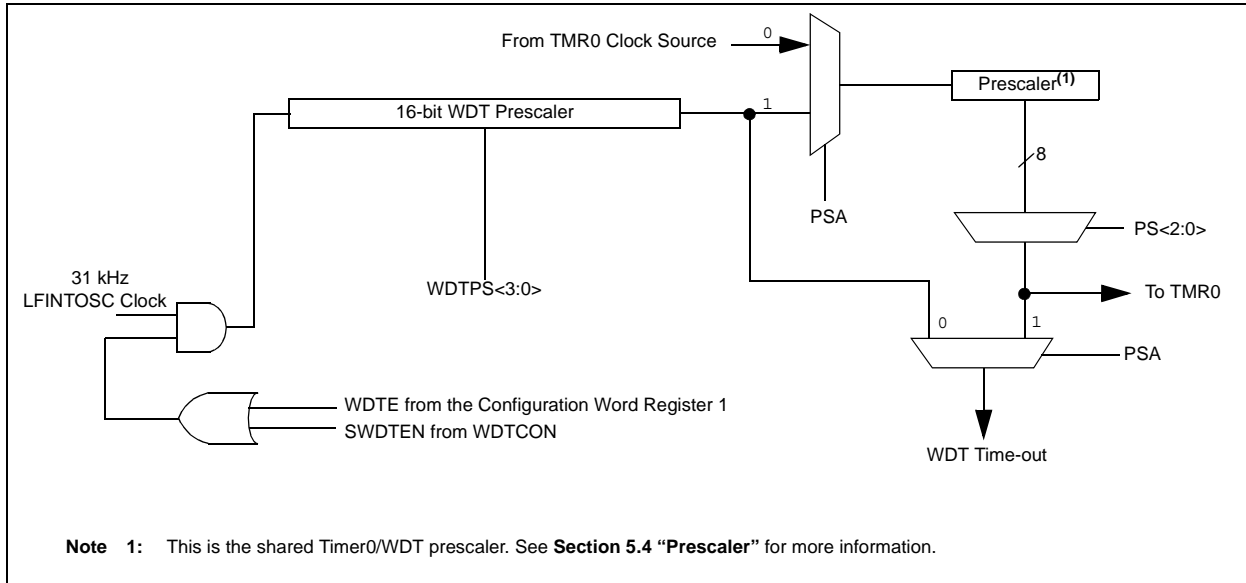 From TMR0 Clock Source
0
Prescaler(1)
16-bit WDT Prescaler
1
8
PSA
PS<2:0>
31 kHz
LFINTOSC Clock
WDTPS<3:0>
To TMR0
0
1
PSA
WDTE from the Configuration Word Register 1
SWDTEN from WDTCON
WDT Time-out
Note 1: This is the shared Timer0/WDT prescaler. See Section 5.4 “Prescaler” for more information.